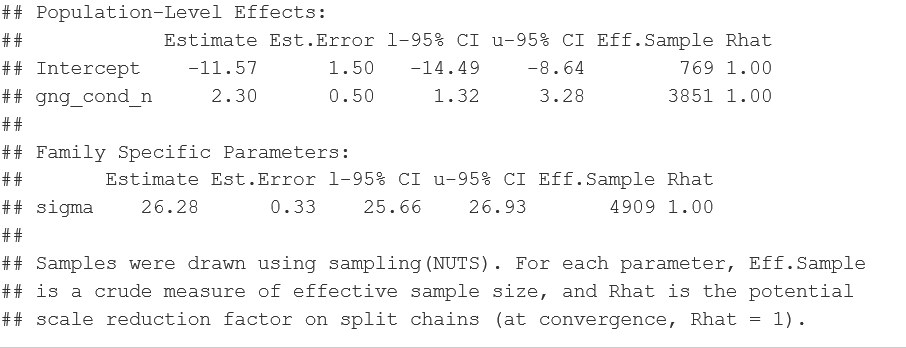 ## Population-Level Effects:
##           Estimate Est.Error l-95% CI u-95% CI Eff.Sample Rhat
## Intercept   -11.57      1.50   -14.49    -8.64        769 1.00
## gng_cond_n    2.30      0.50     1.32     3.28       3851 1.00
##
## Family Specific Parameters:
##       Estimate Est.Error l-95% CI u-95% CI Eff.Sample Rhat
## sigma    26.28      0.33    25.66    26.93       4909 1.00
##
## Samples were drawn using sampling(NUTS). For each parameter, Eff.Sample
## is a crude measure of effective sample size, and Rhat is the potential
## scale reduction factor on split chains (at convergence, Rhat = 1).